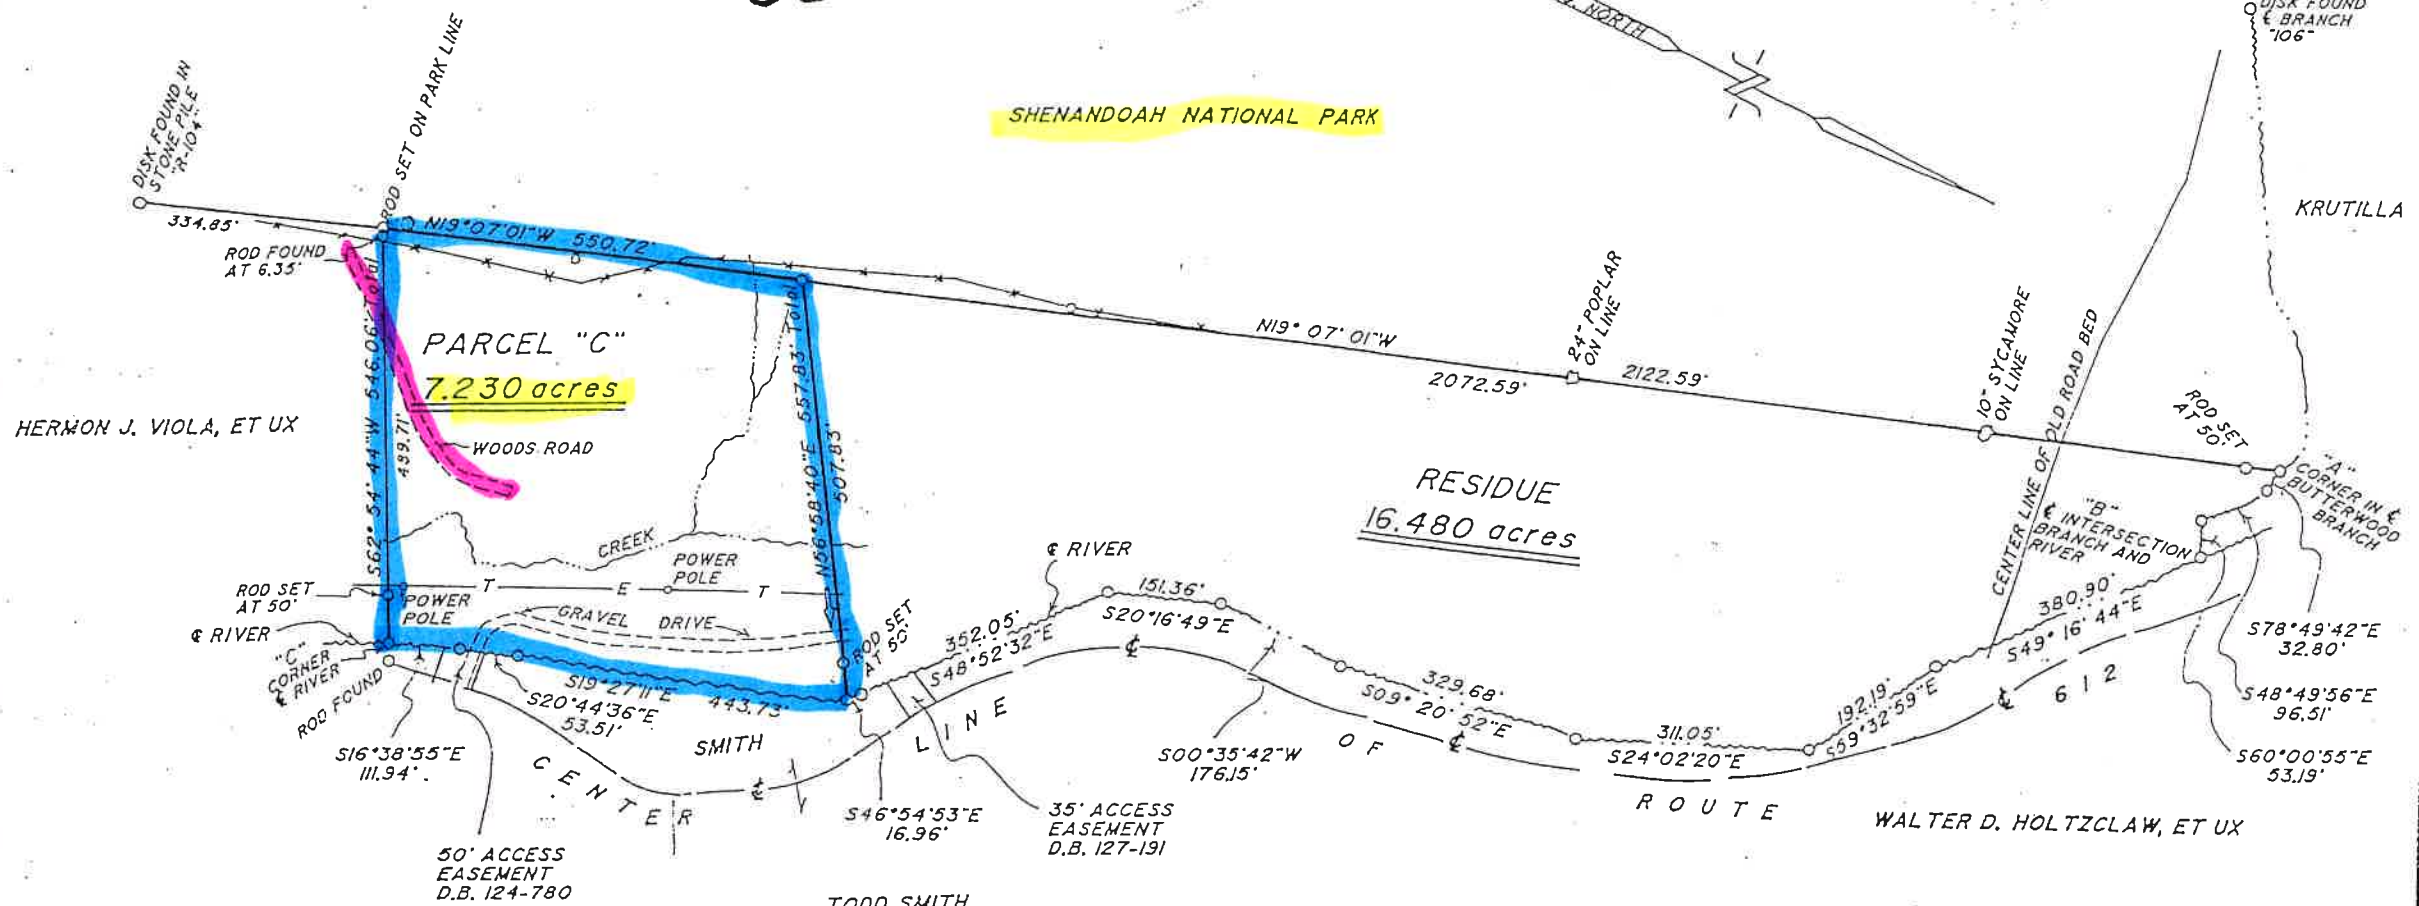 NORTH
DISK FOUND
℄ BRANCH
"106"
DISK FOUND IN
STONE PILE
"R-104"
ROD SET ON PARK LINE
SHENANDOAH NATIONAL PARK
KRUTILLA
334.85'
N19°07'01"W 550.72'
ROD FOUND
AT 6.35'
PARCEL "C"
7.230 acres
HERMON J. VIOLA, ET UX
WOODS ROAD
S62°54'44"W 546.06' Total
489.71'
N56°58'40"E 557.83' Total
507.83'
N19°07'01"W
2072.59'
24" POPLAR
ON LINE
2122.59'
10" SYCAMORE
ON LINE
CENTER LINE OF OLD ROAD BED
ROD SET
AT 50'
"A"
CORNER IN ℄
BUTTERWOOD
BRANCH
RESIDUE
16.480 acres
"B"
℄ INTERSECTION
BRANCH AND
RIVER
CREEK
POWER
POLE
T E T
ROD SET
AT 50'
POWER
POLE
GRAVEL DRIVE
℄ RIVER
"C"
CORNER
℄ RIVER
ROD FOUND
ROD SET
AT 50'
℄ RIVER
352.05'
S48°52'32"E
151.36'
S20°16'49"E
S19°27'11"E
443.73'
S20°44'36"E
53.51'
S16°38'55"E
111.94'
SMITH
CENTER LINE OF ROUTE 612
℄ ℄ ℄ ℄
S46°54'53"E
16.96'
35' ACCESS
EASEMENT
D.B. 127-191
S00°35'42"W
176.15'
329.68'
S09°20'52"E
311.05'
S24°02'20"E
192.19'
S59°32'59"E
380.90'
S49°16'44"E
S78°49'42"E
32.80'
S48°49'56"E
96.51'
S60°00'55"E
53.19'
WALTER D. HOLTZCLAW, ET UX
50' ACCESS
EASEMENT
D.B. 124-780
TODD SMITH